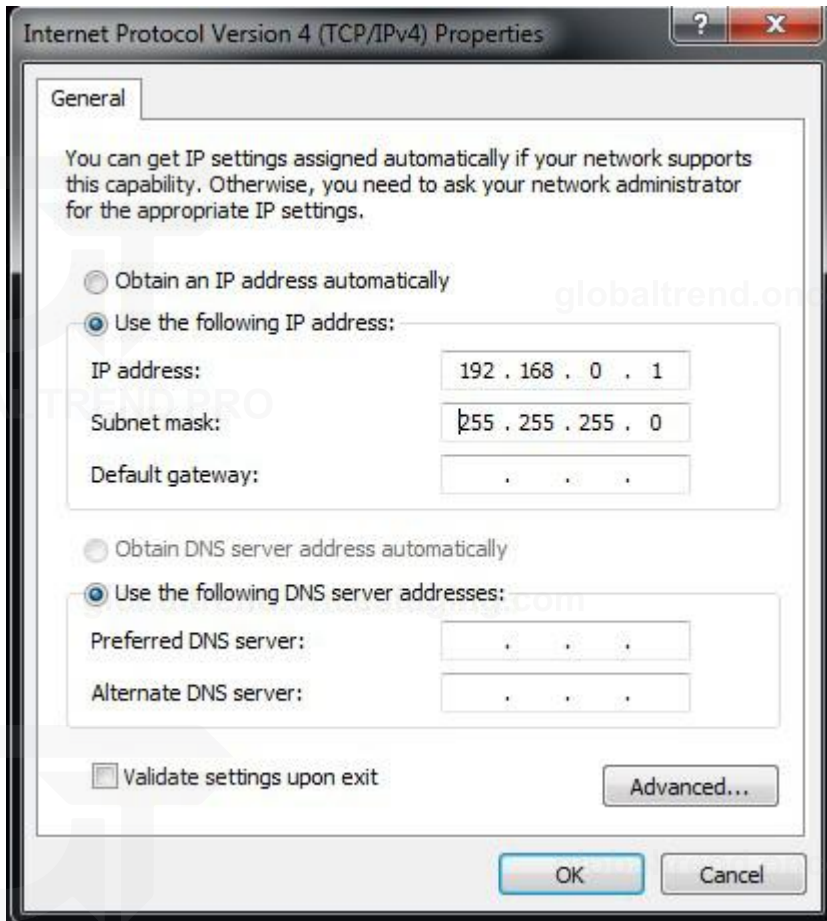 Internet Protocol Version 4 (TCP/IPv4) Properties
?
X
General
You can get IP settings assigned automatically if your network supports
this capability. Otherwise, you need to ask your network administrator
for the appropriate IP settings.
Obtain an IP address automatically
globaltrend.ond
Use the following IP address:
IP address: 192 . 168 . 0 . 1
AL TREND PRO
Subnet mask: 255 . 255 . 255 . 0
Default gateway: . . .
Obtain DNS server address automatically
Use the following DNS server addresses:
Preferred DNS server: . . .
Alternate DNS server: . . .
Validate settings upon exit
Advanced...
OK
Cancel